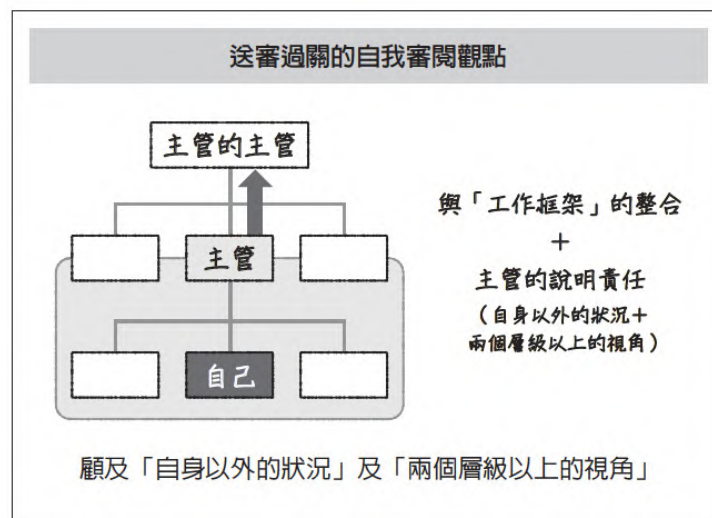 送審過關的自我審閱觀點
主管的主管
主管
自己
與「工作框架」的整合
+
主管的說明責任
（自身以外的狀況＋
兩個層級以上的視角）
顧及「自身以外的狀況」及「兩個層級以上的視角」